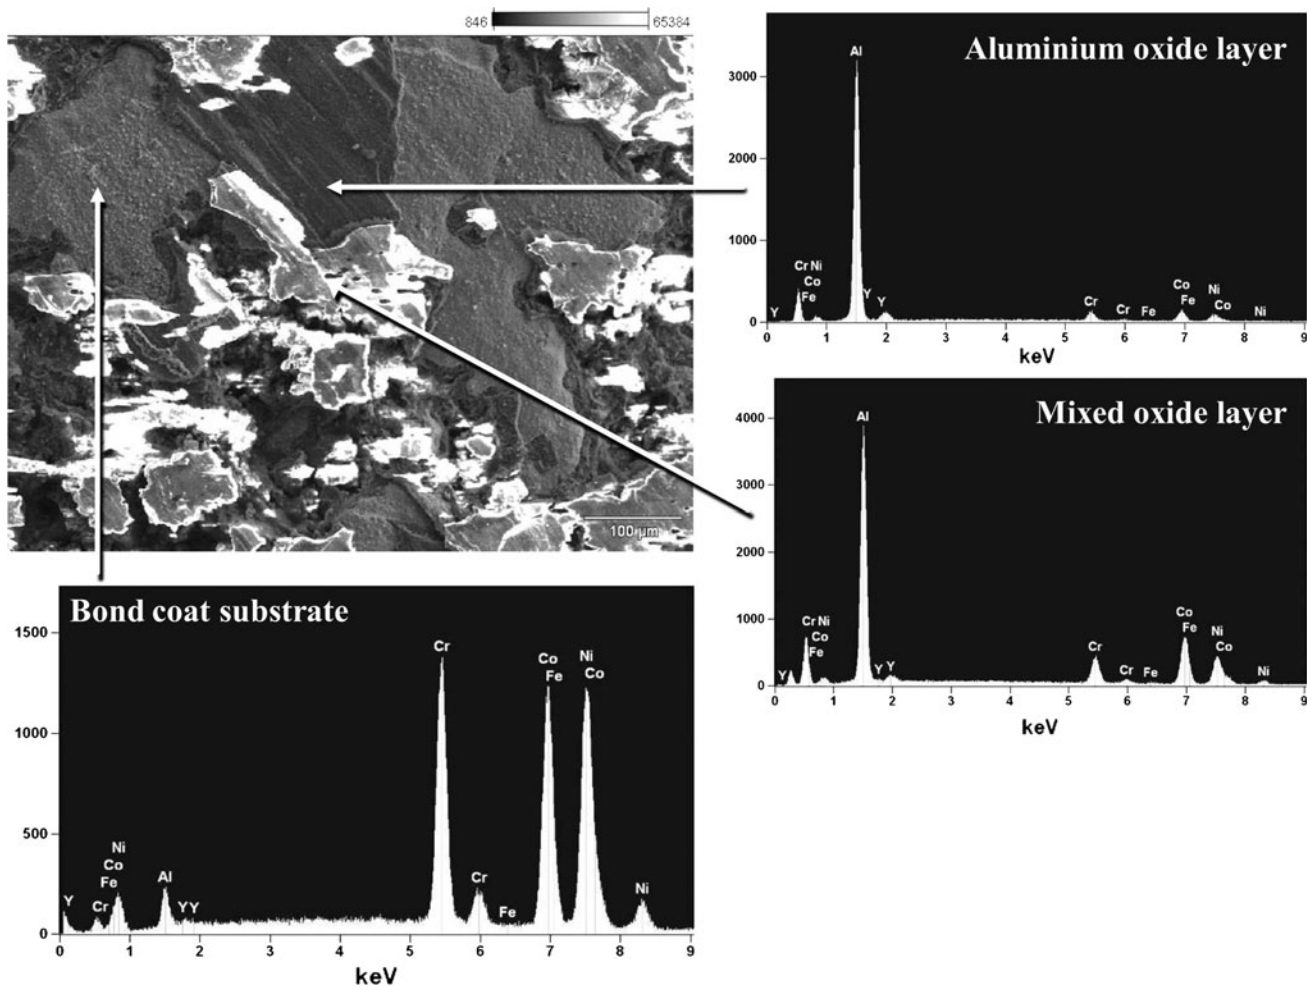 846 65384
100 µm
Aluminium oxide layer
3000
2000
1000
0
Al
Cr Ni
Co
Fe
Y
Y
Y
Cr
Cr
Fe
Co
Fe
Ni
Co
Ni
0 1 2 3 4 5 6 7 8 9
keV
Mixed oxide layer
4000
3000
2000
1000
0
Al
Cr Ni
Co
Fe
Y
Y
Y
Cr
Cr
Fe
Co
Fe
Ni
Co
Ni
0 1 2 3 4 5 6 7 8 9
keV
Bond coat substrate
1500
1000
500
0
Ni
Co
Fe
Y
Cr
Al
Y Y
Cr
Cr
Fe
Co
Fe
Ni
Co
Ni
0 1 2 3 4 5 6 7 8 9
keV